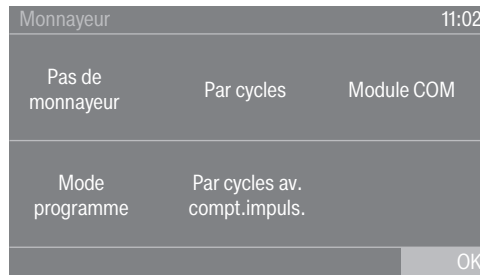 Monnayeur 11:02
Pas de
monnayeur
Par cycles
Module COM
Mode
programme
Par cycles av.
compt.impuls.
OK